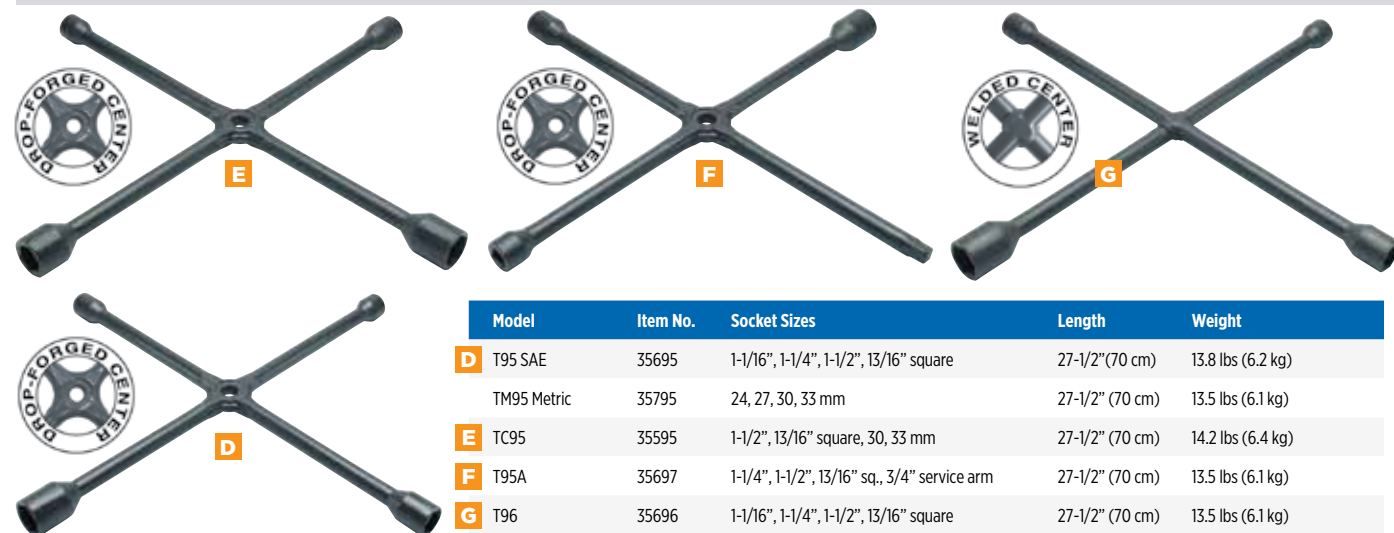 DROP-FORGED CENTER
E
DROP-FORGED CENTER
F
WELDED CENTER
G
DROP-FORGED CENTER
D
Model Item No. Socket Sizes Length Weight
D T95 SAE 35695 1-1/16”, 1-1/4”, 1-1/2”, 13/16” square 27-1/2”(70 cm) 13.8 lbs (6.2 kg)
TM95 Metric 35795 24, 27, 30, 33 mm 27-1/2” (70 cm) 13.5 lbs (6.1 kg)
E TC95 35595 1-1/2”, 13/16” square, 30, 33 mm 27-1/2” (70 cm) 14.2 lbs (6.4 kg)
F T95A 35697 1-1/4”, 1-1/2”, 13/16” sq., 3/4” service arm 27-1/2” (70 cm) 13.5 lbs (6.1 kg)
G T96 35696 1-1/16”, 1-1/4”, 1-1/2”, 13/16” square 27-1/2” (70 cm) 13.5 lbs (6.1 kg)